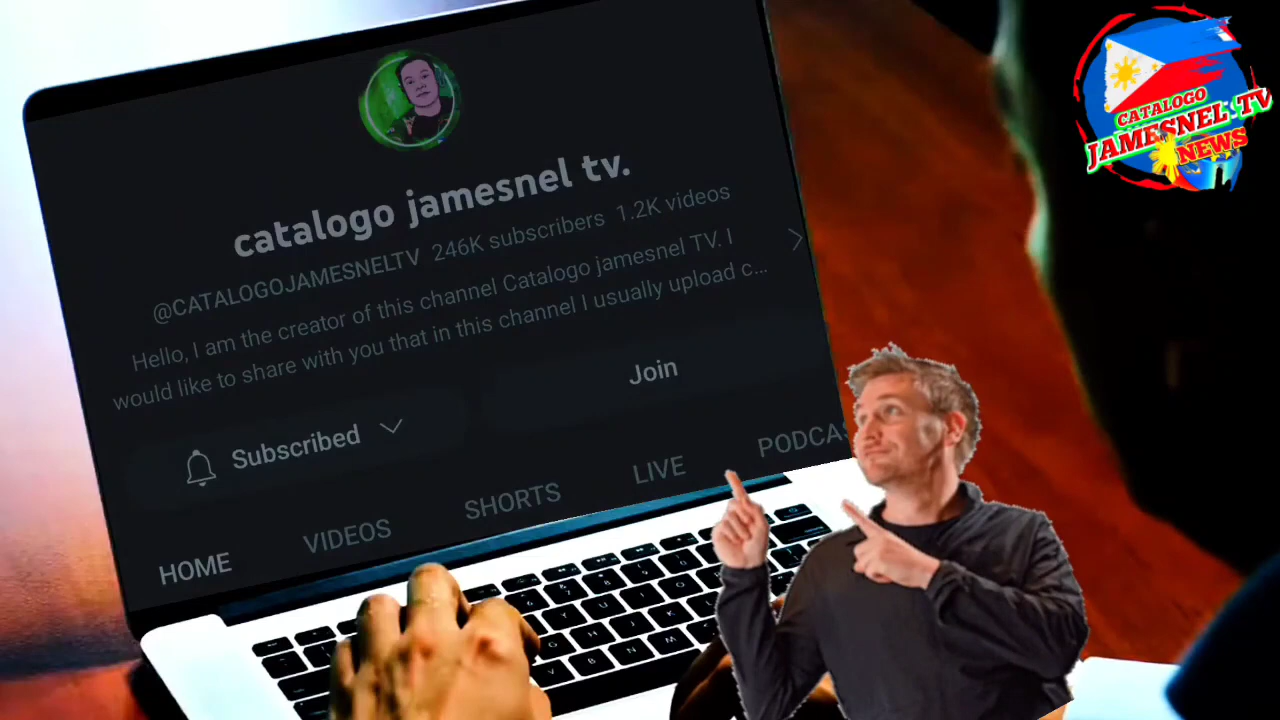 catalogo jamesnel tv.
@CATALOGOJAMESNELTV 246K subscribers 1.2K videos
Hello, I am the creator of this channel Catalogo jamesnel TV. I
would like to share with you that in this channel I usually upload c...
Join
Subscribed
HOME VIDEOS SHORTS LIVE PODCA
CATALOGO
JAMESNEL TV
NEWS